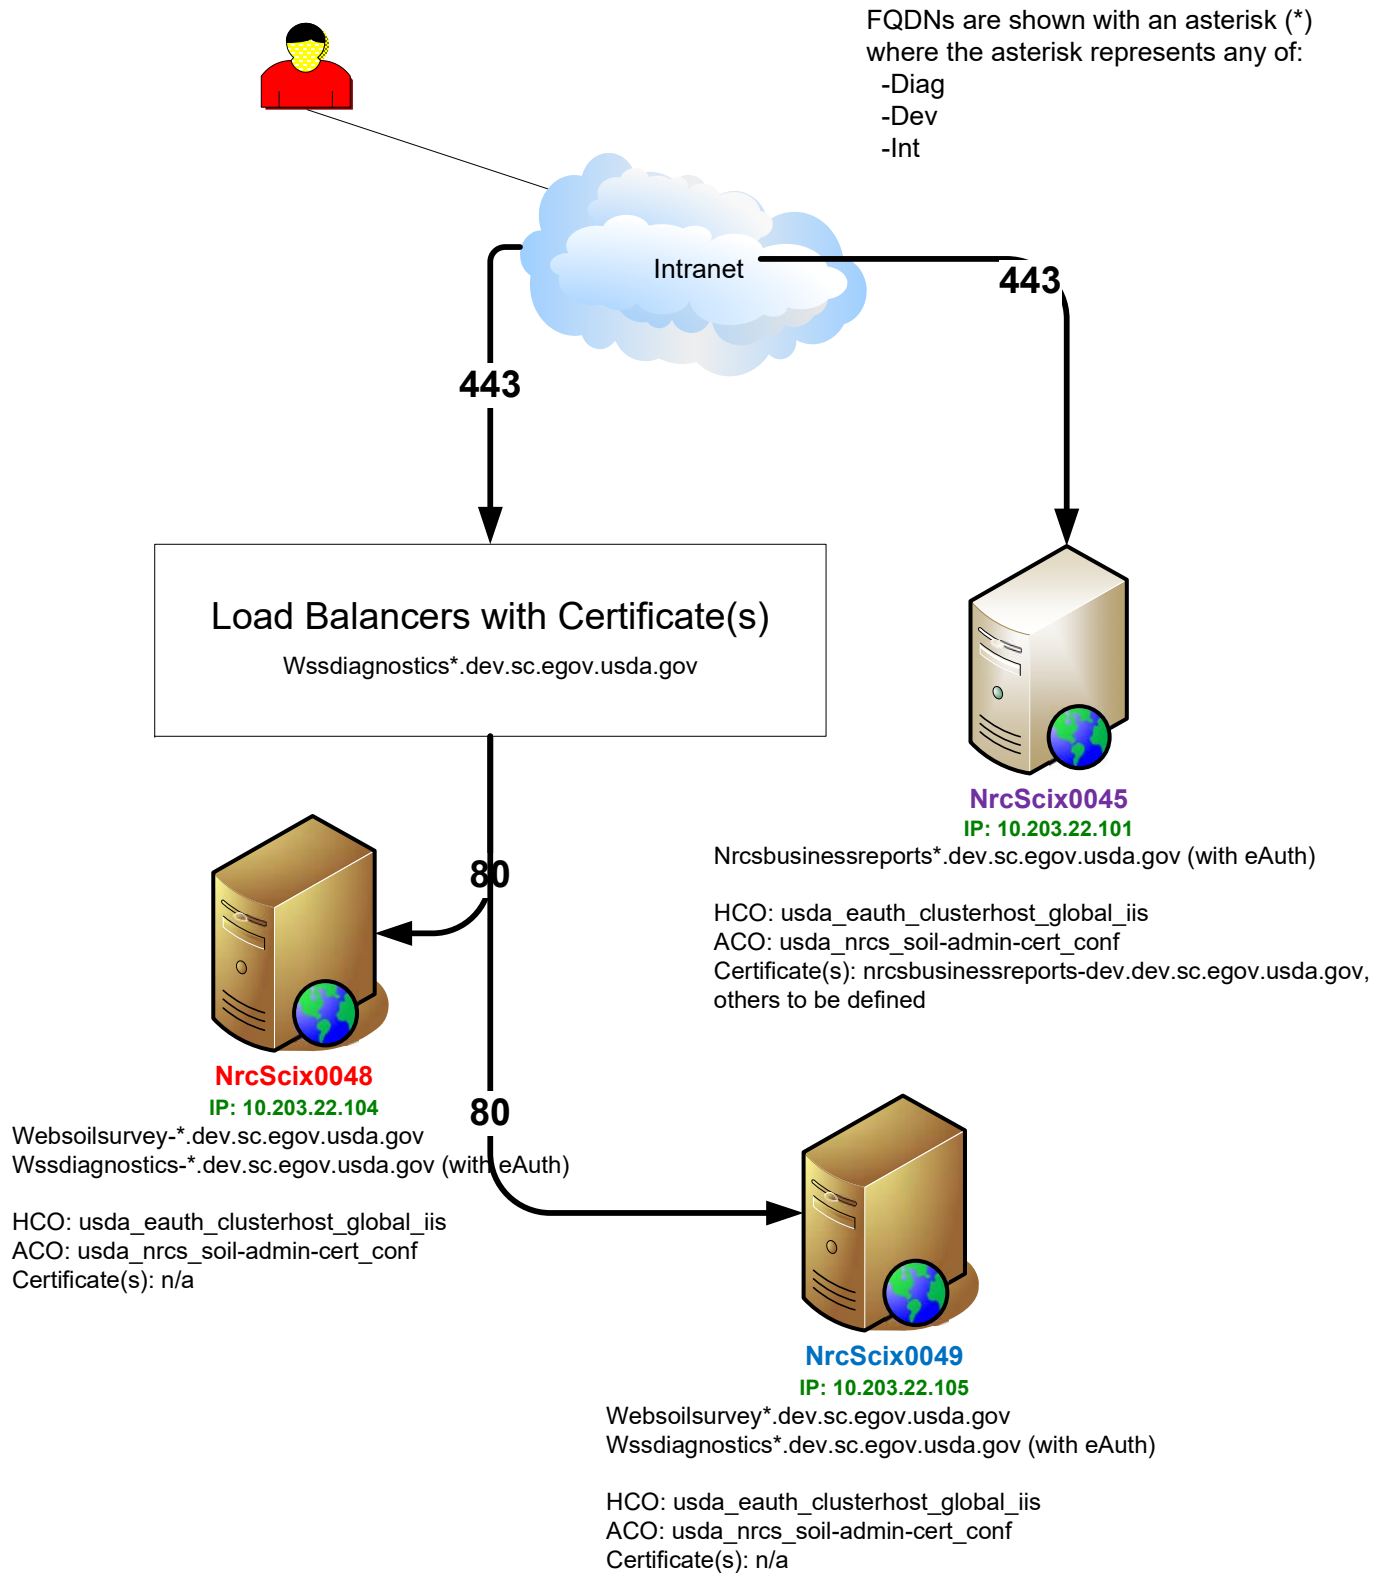 FQDNs are shown with an asterisk (*)
where the asterisk represents any of:
-Diag
-Dev
-Int
Intranet
443
443
Load Balancers with Certificate(s)
Wssdiagnostics*.dev.sc.egov.usda.gov
NrcScix0045
IP: 10.203.22.101
Nrcsbusinessreports*.dev.sc.egov.usda.gov (with eAuth)
HCO: usda_eauth_clusterhost_global_iis
ACO: usda_nrcs_soil-admin-cert_conf
Certificate(s): nrcsbusinessreports-dev.dev.sc.egov.usda.gov,
others to be defined
80
NrcScix0048
IP: 10.203.22.104
Websoilsurvey-*.dev.sc.egov.usda.gov
Wssdiagnostics-*.dev.sc.egov.usda.gov (with eAuth)
HCO: usda_eauth_clusterhost_global_iis
ACO: usda_nrcs_soil-admin-cert_conf
Certificate(s): n/a
80
NrcScix0049
IP: 10.203.22.105
Websoilsurvey*.dev.sc.egov.usda.gov
Wssdiagnostics*.dev.sc.egov.usda.gov (with eAuth)
HCO: usda_eauth_clusterhost_global_iis
ACO: usda_nrcs_soil-admin-cert_conf
Certificate(s): n/a